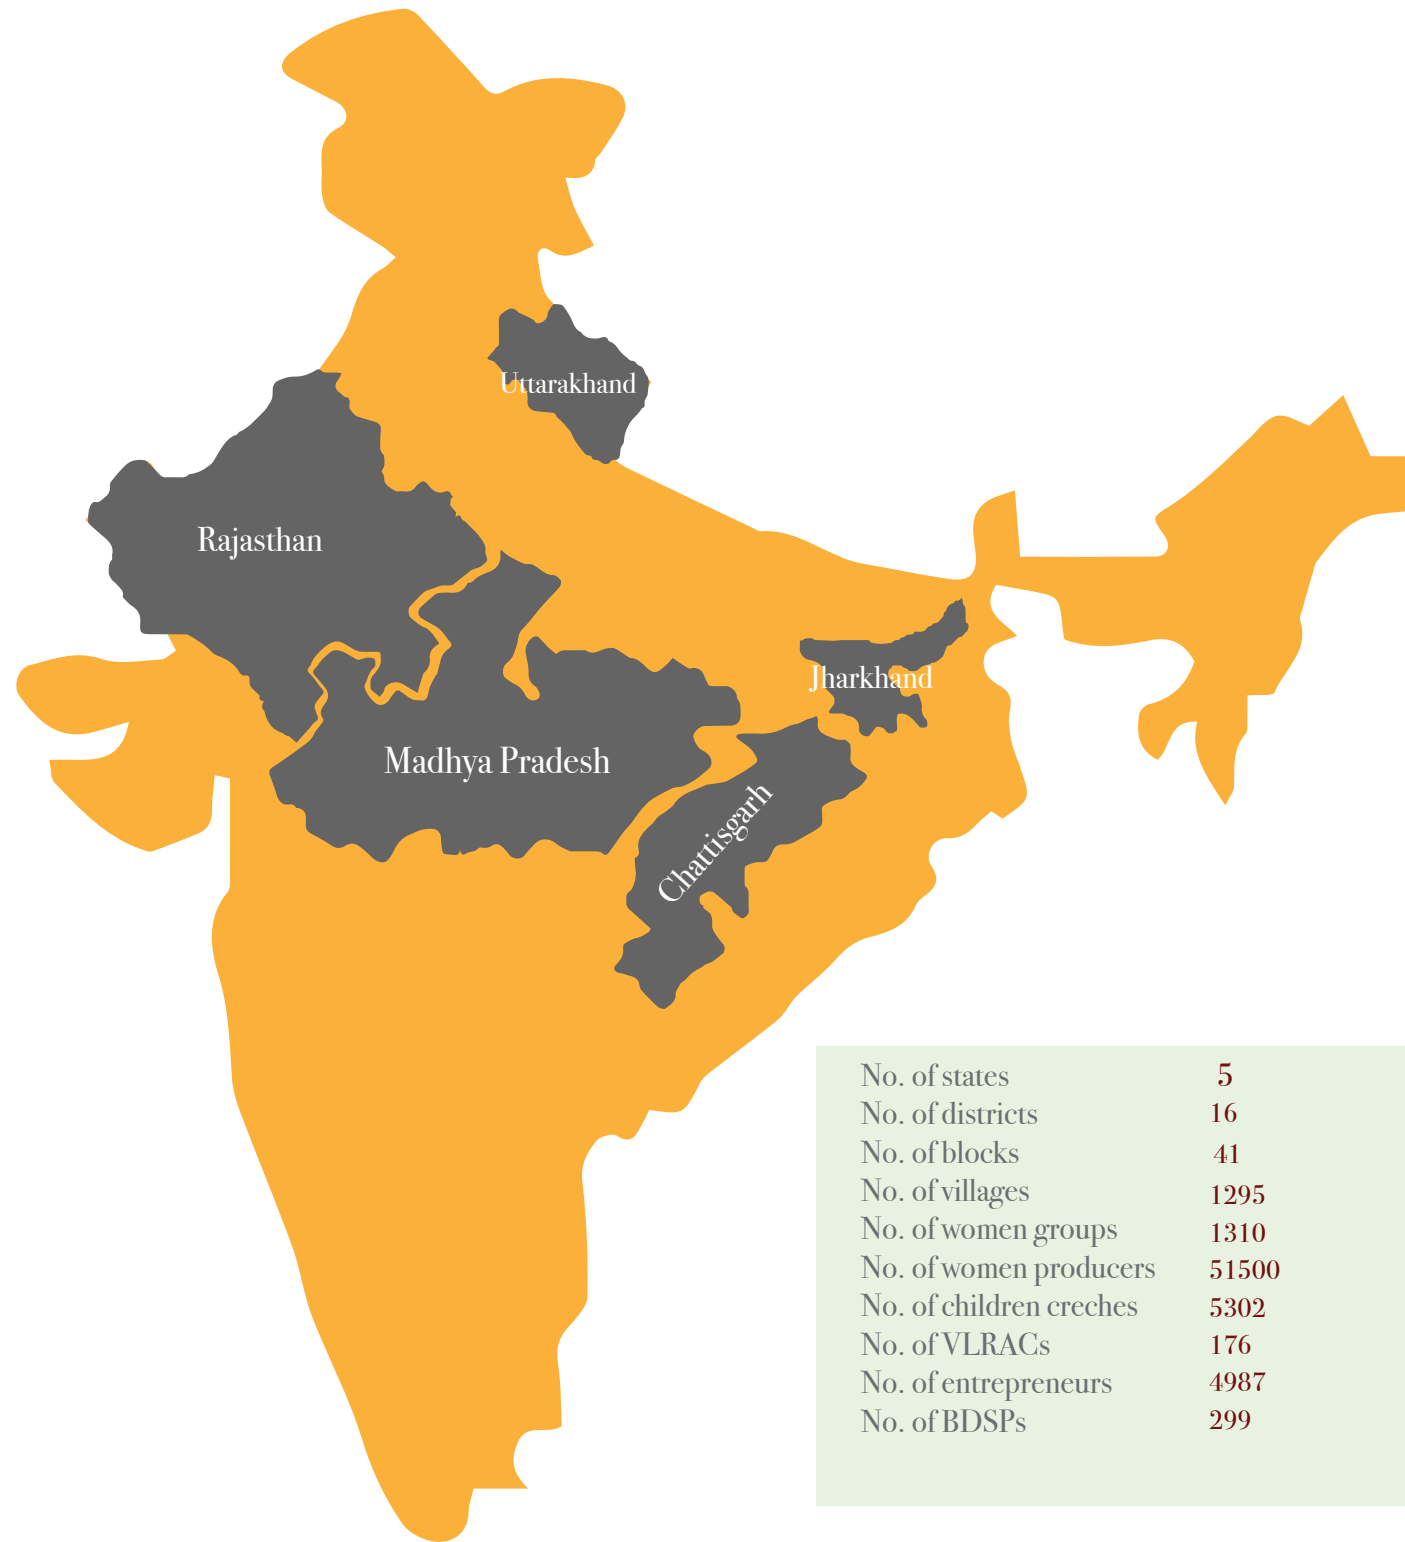 Uttarakhand
Rajasthan
Jharkhand
Madhya Pradesh
Chattisgarh
No. of states 5
No. of districts 16
No. of blocks 41
No. of villages 1295
No. of women groups 1310
No. of women producers 51500
No. of children creches 5302
No. of VLRACs 176
No. of entrepreneurs 4987
No. of BDSPs 299